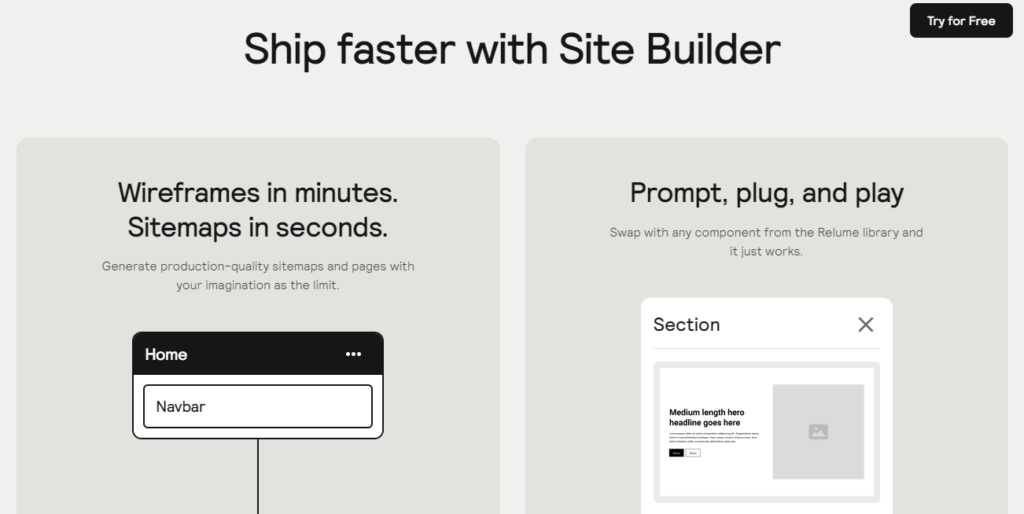 Try for Free
Ship faster with Site Builder
Wireframes in minutes.
Sitemaps in seconds.
Generate production-quality sitemaps and pages with
your imagination as the limit.
Home
Navbar
Prompt, plug, and play
Swap with any component from the Relume library and
it just works.
Section
Medium length hero
headline goes here